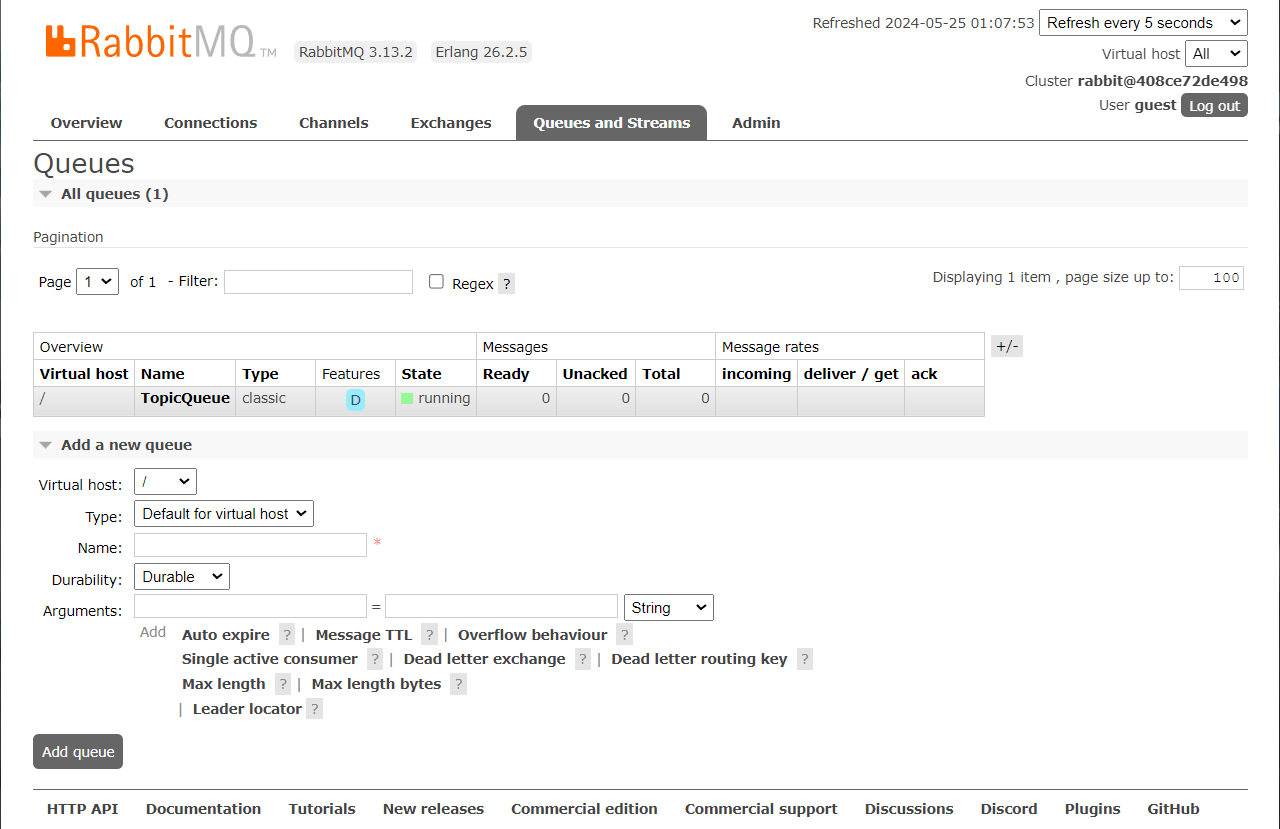 RabbitMQ TM RabbitMQ 3.13.2 Erlang 26.2.5
Refreshed 2024-05-25 01:07:53 Refresh every 5 seconds
Virtual host All
Cluster rabbit@408ce72de498
User guest Log out
Overview Connections Channels Exchanges Queues and Streams Admin
Queues
All queues (1)
Pagination
Page 1 of 1 - Filter: Regex ? Displaying 1 item , page size up to: 100
Overview Messages Message rates +/-
Virtual host Name Type Features State Ready Unacked Total incoming deliver / get ack
/ TopicQueue classic D running 0 0 0
Add a new queue
Virtual host: /
Type: Default for virtual host
Name: *
Durability: Durable
Arguments: = String
Add Auto expire ? | Message TTL ? | Overflow behaviour ?
Single active consumer ? | Dead letter exchange ? | Dead letter routing key ?
Max length ? | Max length bytes ?
| Leader locator ?
Add queue
HTTP API Documentation Tutorials New releases Commercial edition Commercial support Discussions Discord Plugins GitHub